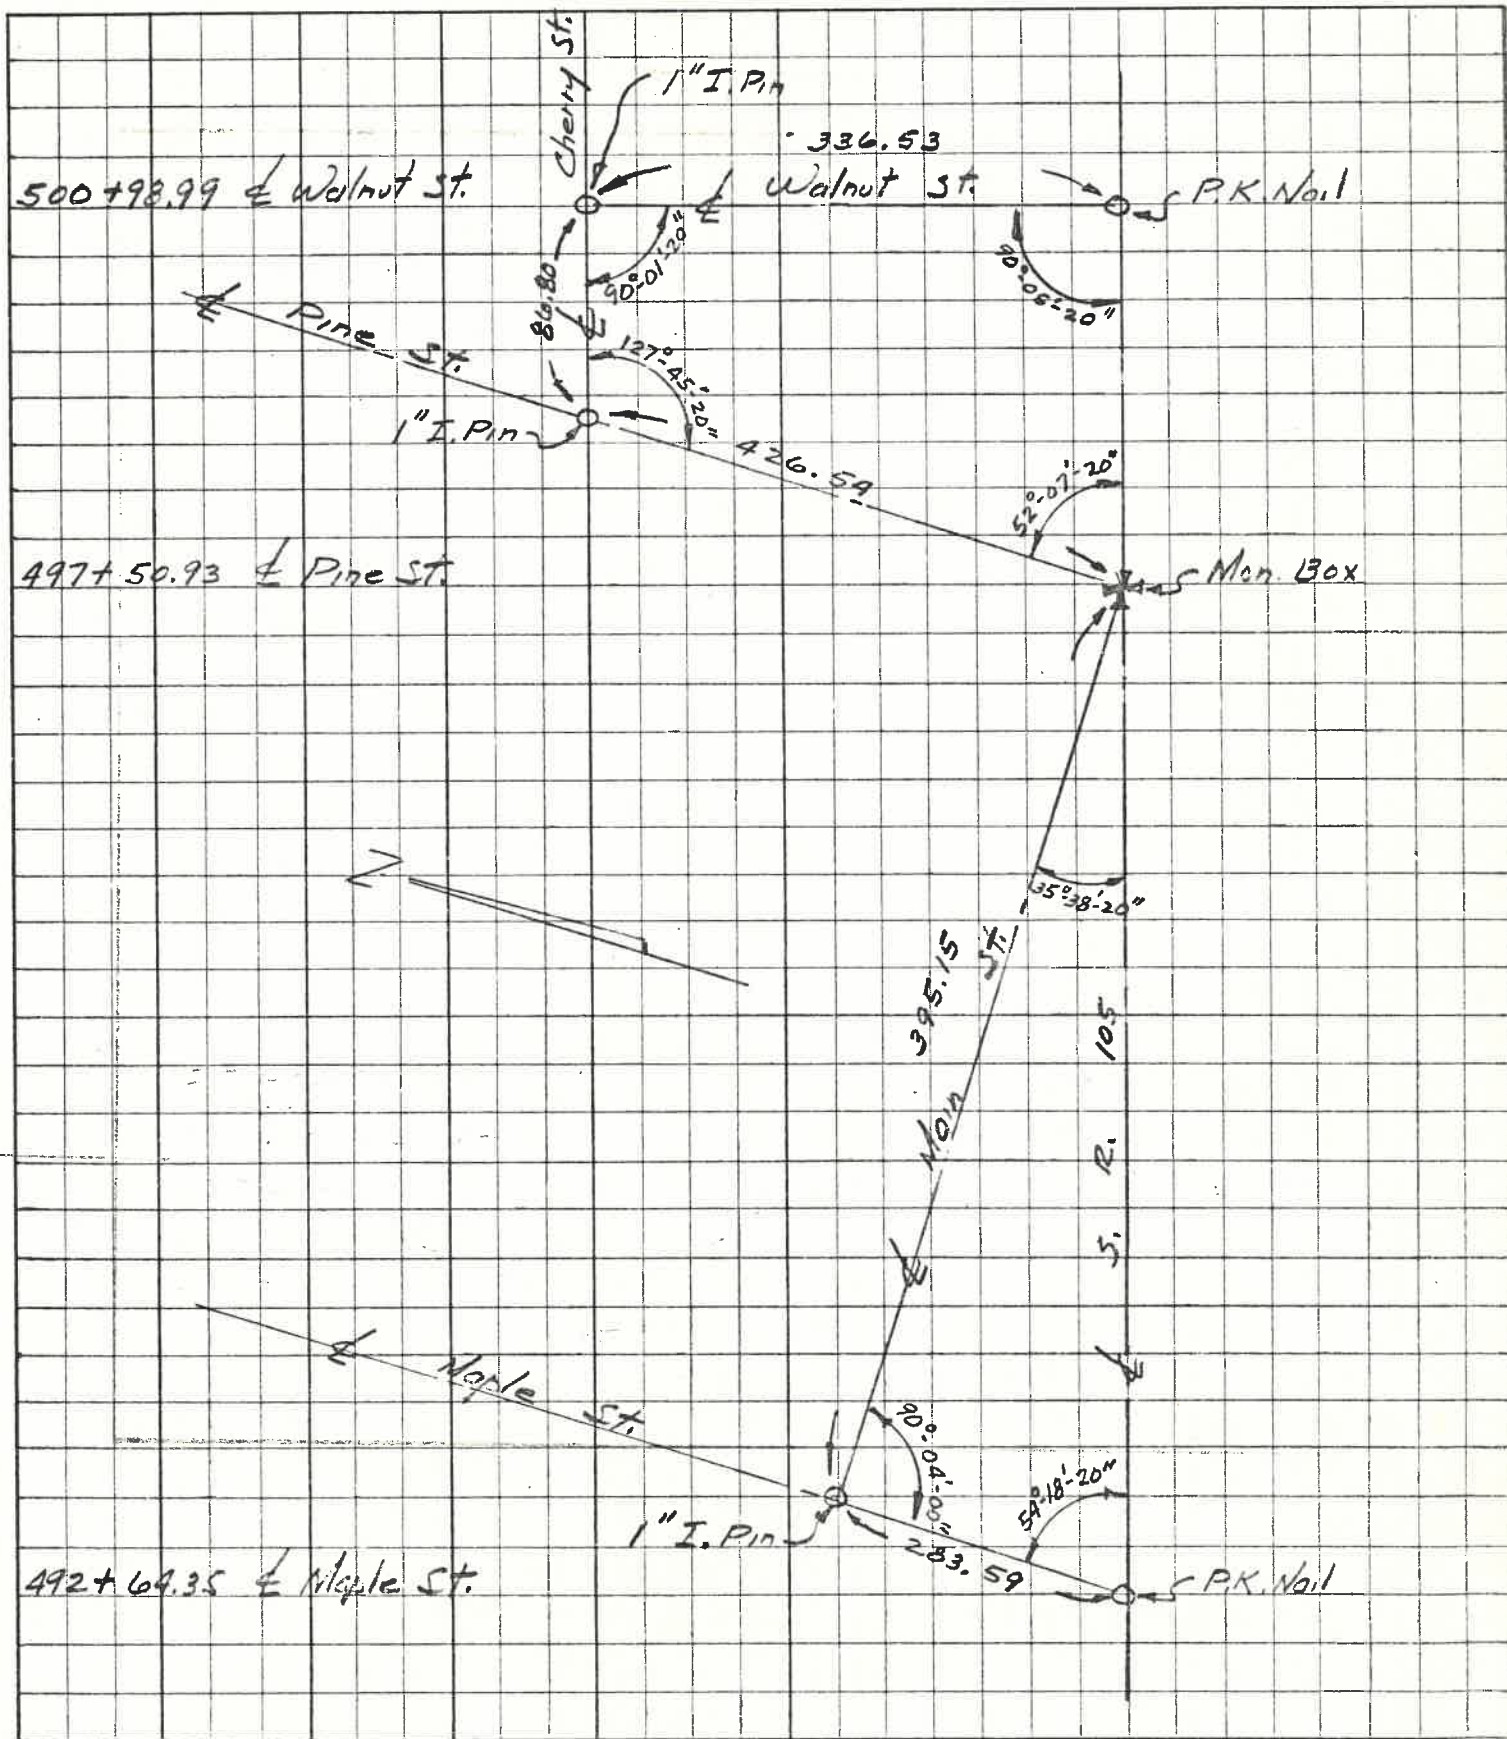 Cherry St.
1" I. Pin
336.53
500+98.99 ℄ Walnut St.
℄ Walnut St.
P.K. Nail
90°-01'-20"
90°-06'-20"
86.80
℄
℄ Pine St.
127°-45'-20"
1" I. Pin
426.59
52°-07'-20"
497+50.93 ℄ Pine St.
Mon. Box
35°-38'-20"
395.15
Main St.
℄
℄ S. R. 105
℄ Maple St.
54°-18'-20"
1" I. Pin
283.59
492+64.35 ℄ Maple St.
P.K. Nail